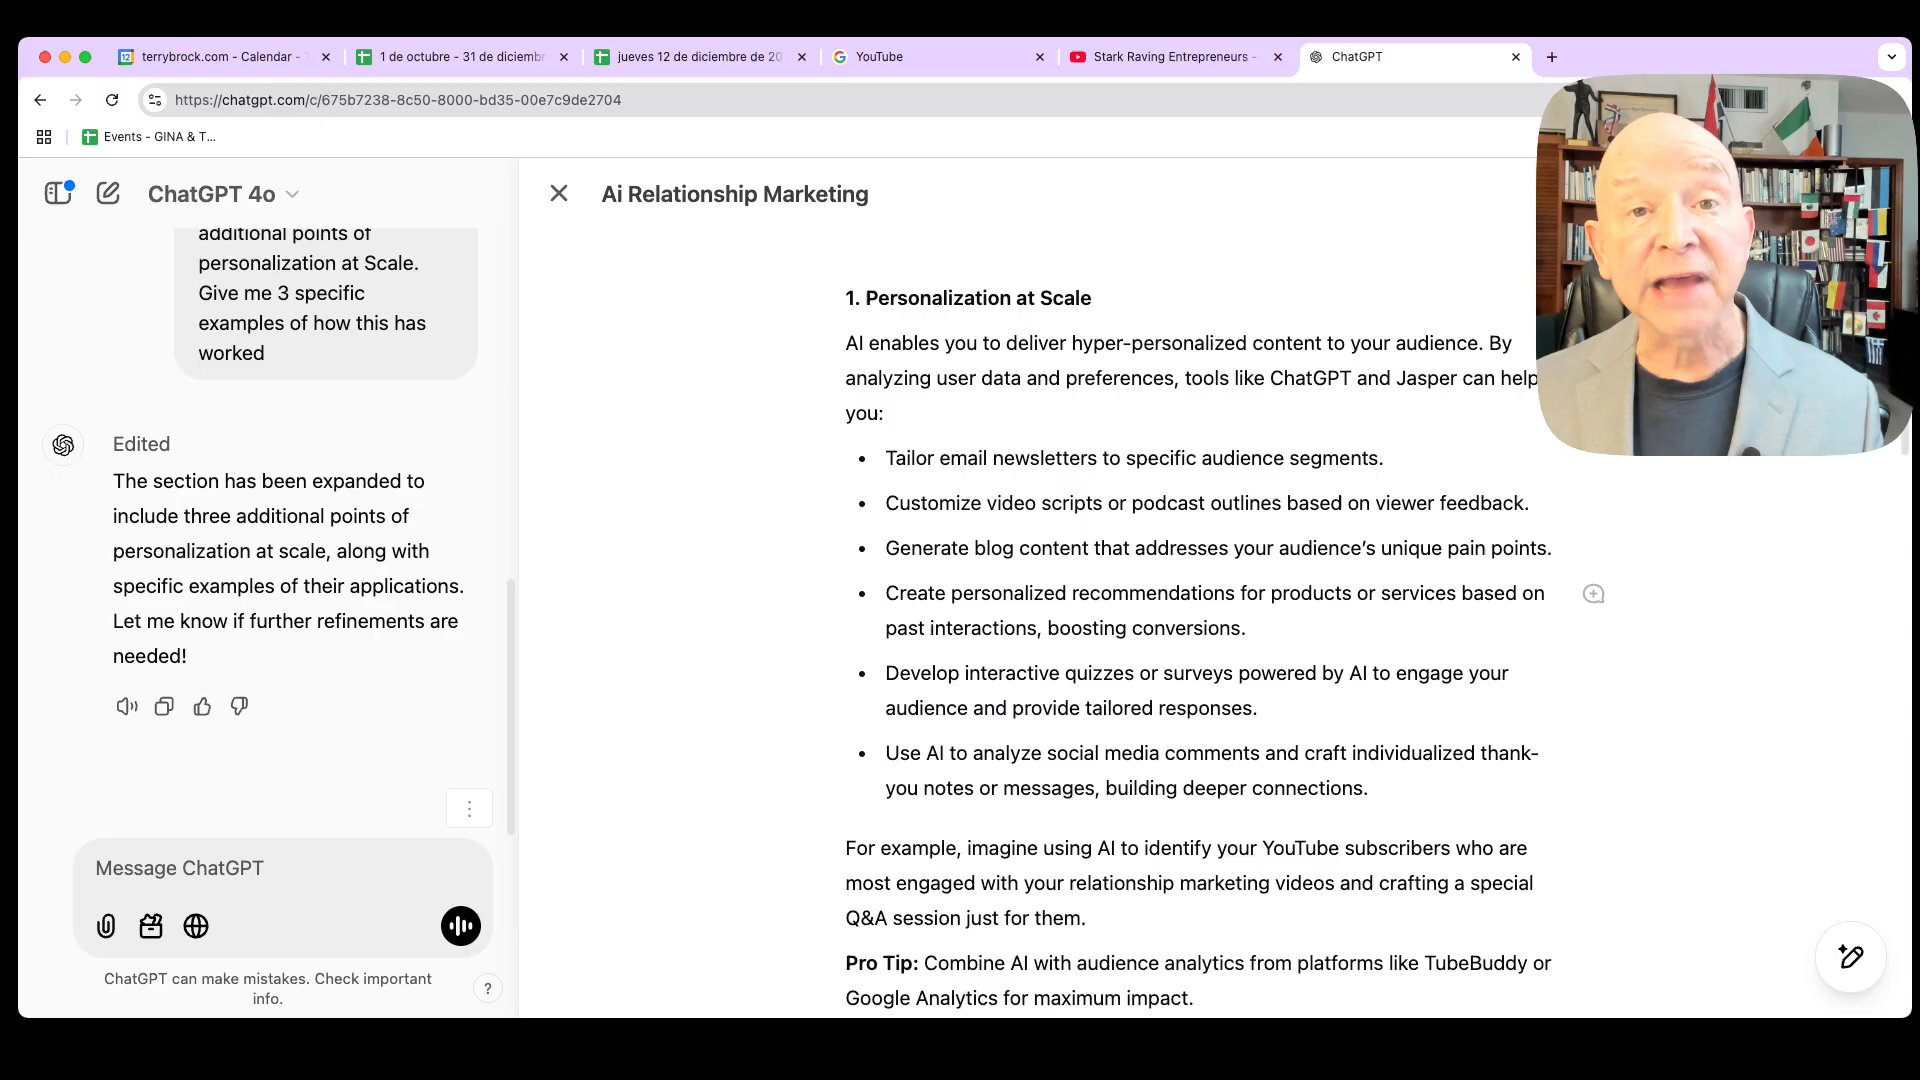 terrybrock.com - Calendar -
1 de octubre - 31 de diciembr
jueves 12 de diciembre de 20
YouTube
Stark Raving Entrepreneurs -
ChatGPT
https://chatgpt.com/c/675b7238-8c50-8000-bd35-00e7c9de2704
Events - GINA & T...
ChatGPT 4o
additional points of
personalization at Scale.
Give me 3 specific
examples of how this has
worked
Edited
The section has been expanded to
include three additional points of
personalization at scale, along with
specific examples of their applications.
Let me know if further refinements are
needed!
Message ChatGPT
ChatGPT can make mistakes. Check important
info.
?
Ai Relationship Marketing
1. Personalization at Scale
AI enables you to deliver hyper-personalized content to your audience. By
analyzing user data and preferences, tools like ChatGPT and Jasper can help
you:
• Tailor email newsletters to specific audience segments.
• Customize video scripts or podcast outlines based on viewer feedback.
• Generate blog content that addresses your audience’s unique pain points.
• Create personalized recommendations for products or services based on
past interactions, boosting conversions.
• Develop interactive quizzes or surveys powered by AI to engage your
audience and provide tailored responses.
• Use AI to analyze social media comments and craft individualized thank-
you notes or messages, building deeper connections.
For example, imagine using AI to identify your YouTube subscribers who are
most engaged with your relationship marketing videos and crafting a special
Q&A session just for them.
Pro Tip: Combine AI with audience analytics from platforms like TubeBuddy or
Google Analytics for maximum impact.